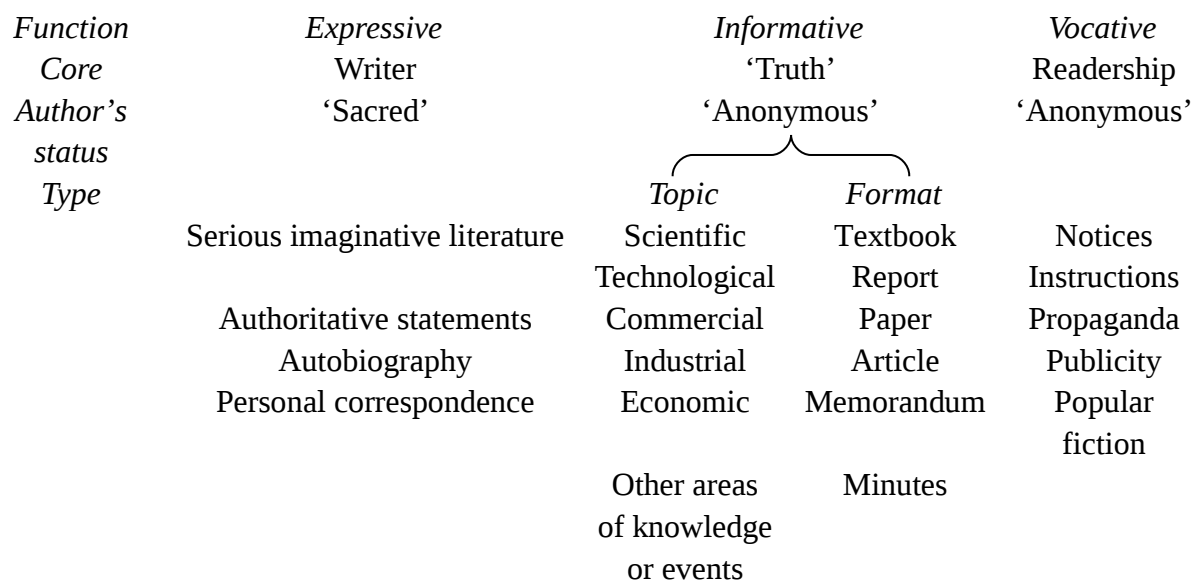 Function Expressive Informative Vocative
Core Writer ‘Truth’ Readership
Author’s ‘Sacred’ ‘Anonymous’ ‘Anonymous’
status
Type Topic Format
Serious imaginative literature Scientific Textbook Notices
Technological Report Instructions
Authoritative statements Commercial Paper Propaganda
Autobiography Industrial Article Publicity
Personal correspondence Economic Memorandum Popular
fiction
Other areas Minutes
of knowledge
or events